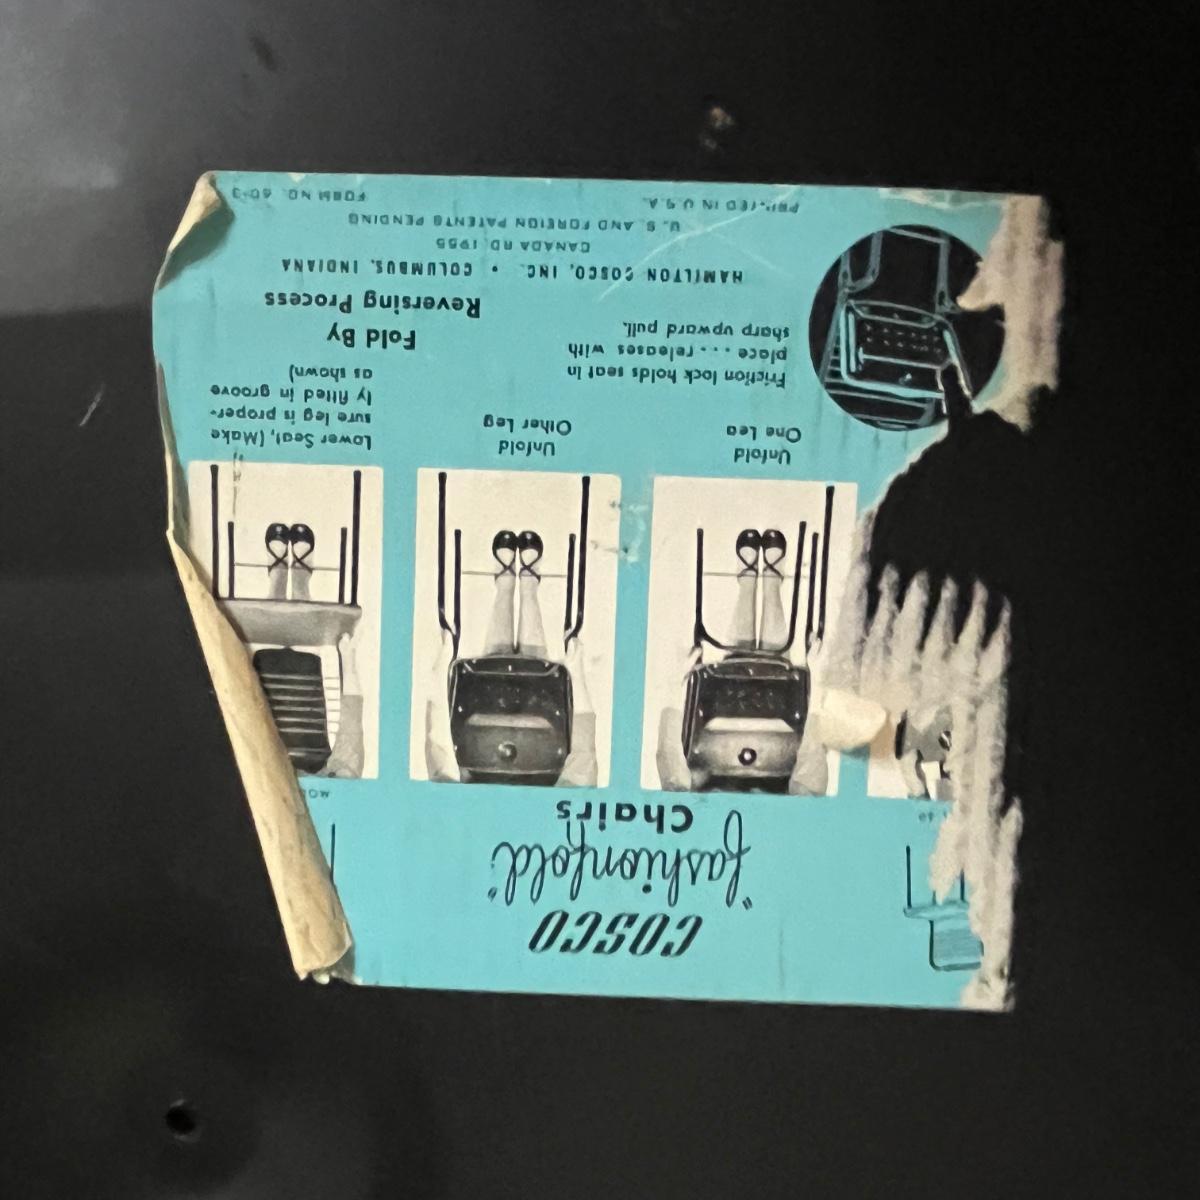 COSCO
"fashionfold"
Chairs
Unfold
One Leg
Unfold
Other Leg
Lower Seat, (Make
sure leg is proper-
ly fitted in groove
as shown)
Friction lock holds seat in
place . . . . releases with
sharp upward pull.
Fold By
Reversing Process
HAMILTON COSCO, INC. • COLUMBUS, INDIANA
CANADA RD. 1955
U. S. AND FOREIGN PATENTS PENDING
PRINTED IN U.S.A.
FORM NO. 60-3